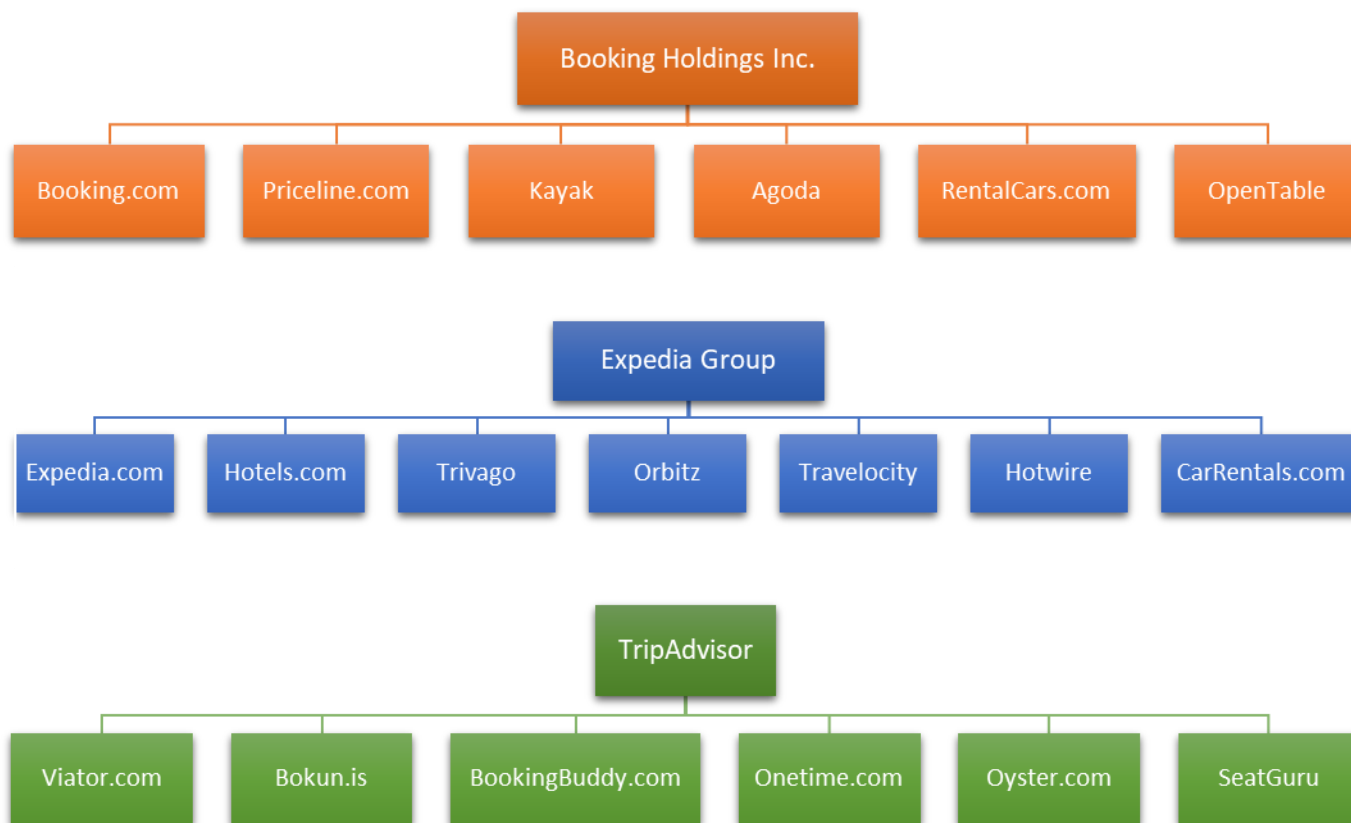 Booking Holdings Inc.
Booking.com
Priceline.com
Kayak
Agoda
RentalCars.com
OpenTable
Expedia Group
Expedia.com
Hotels.com
Trivago
Orbitz
Travelocity
Hotwire
CarRentals.com
TripAdvisor
Viator.com
Bokun.is
BookingBuddy.com
Onetime.com
Oyster.com
SeatGuru